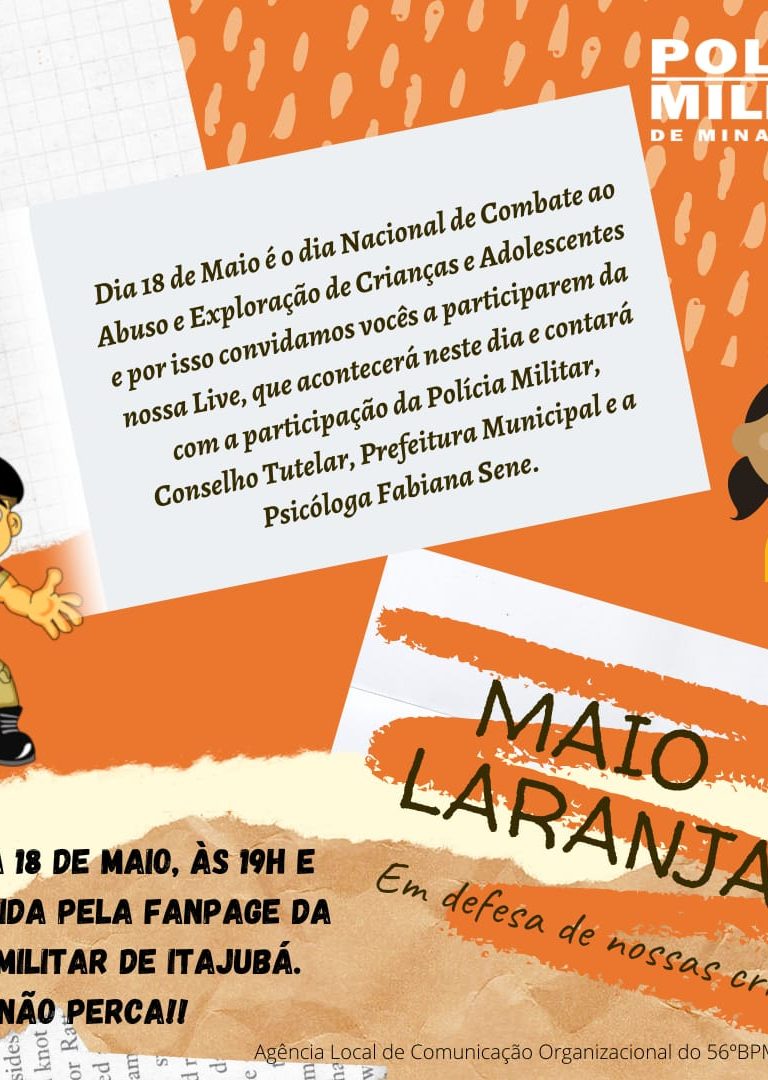 POL
MILI
DE MINA
Dia 18 de Maio é o dia Nacional de Combate ao
Abuso e Exploração de Crianças e Adolescentes
e por isso convidamos vocês a participarem da
nossa Live, que acontecerá neste dia e contará
com a participação da Polícia Militar,
Conselho Tutelar, Prefeitura Municipal e a
Psicóloga Fabiana Sene.
MAIO
LARANJA
Em defesa de nossas cri
A 18 DE MAIO, ÀS 19H E
IDA PELA FANPAGE DA
MILITAR DE ITAJUBÁ.
NÃO PERCA!!
Agência Local de Comunicação Organizacional do 56ºBPM
sides
knot